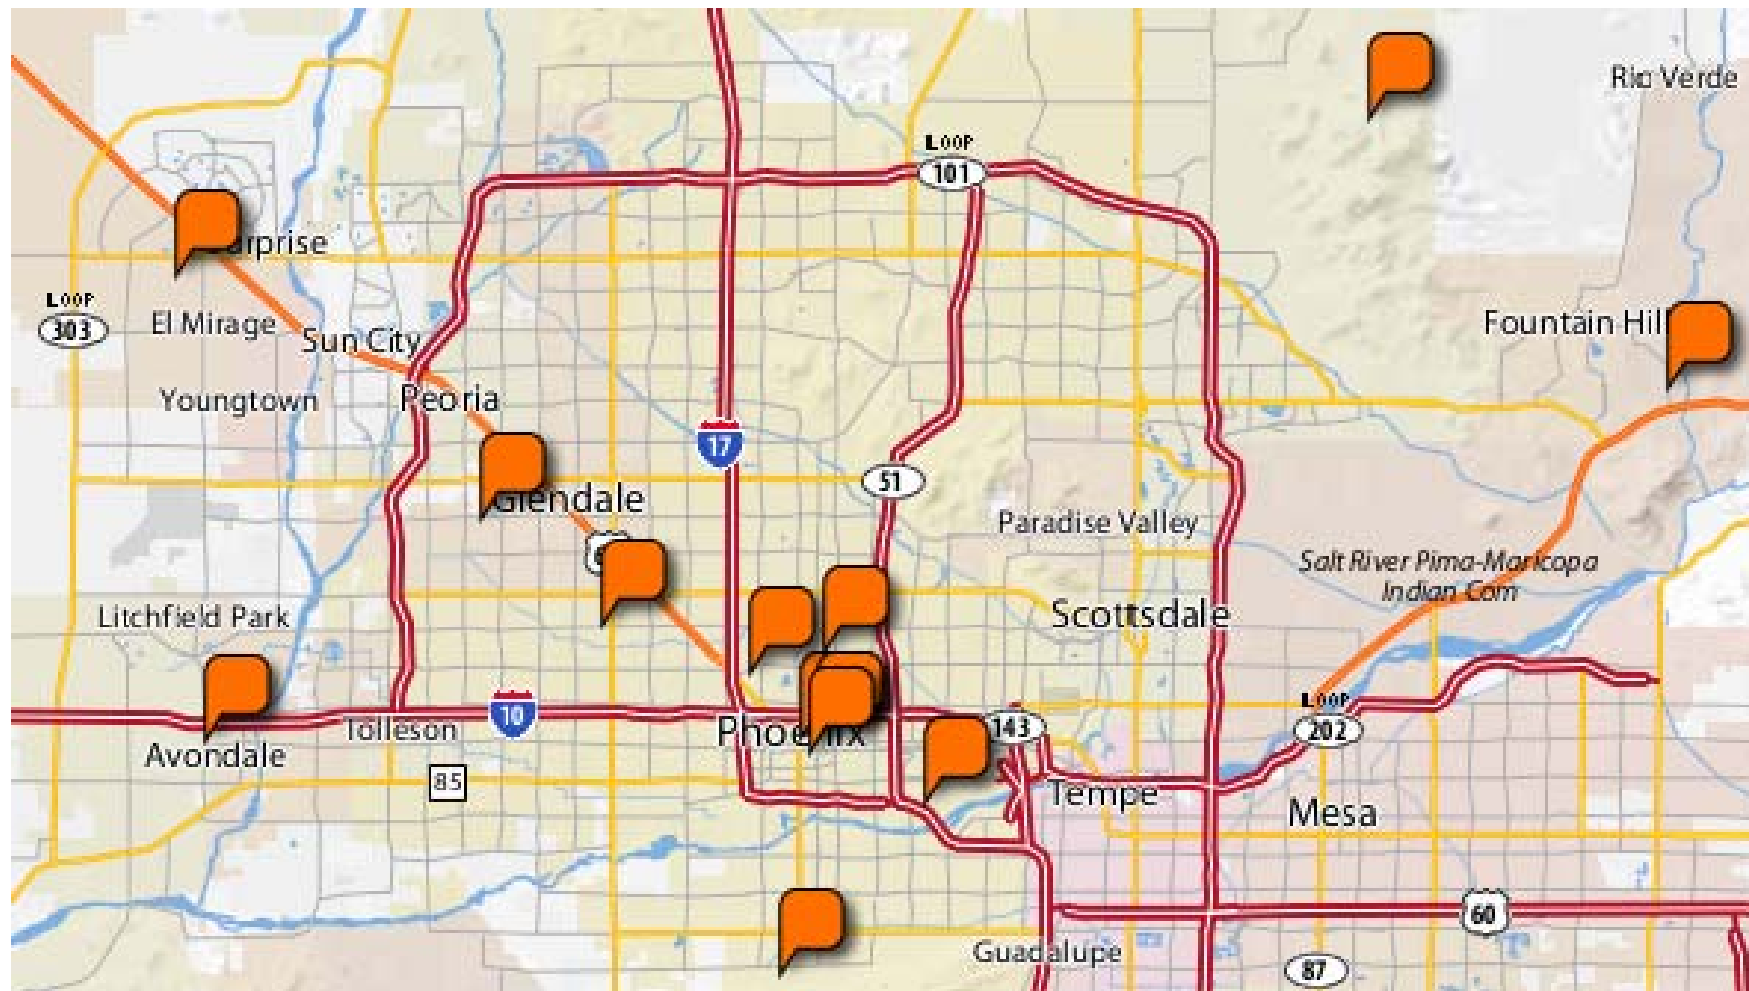 Rio Verde
LOOP
101
urprise
LOOP
303
El Mirage
Fountain Hil
Sun City
Youngtown
Peoria
17
51
Glendale
Paradise Valley
Salt River Pima-Maricopa
Indian Com
Litchfield Park
Scottsdale
LOOP
202
10
Tolleson
Phoenix
143
Avondale
85
Tempe
Mesa
60
Guadalupe
87